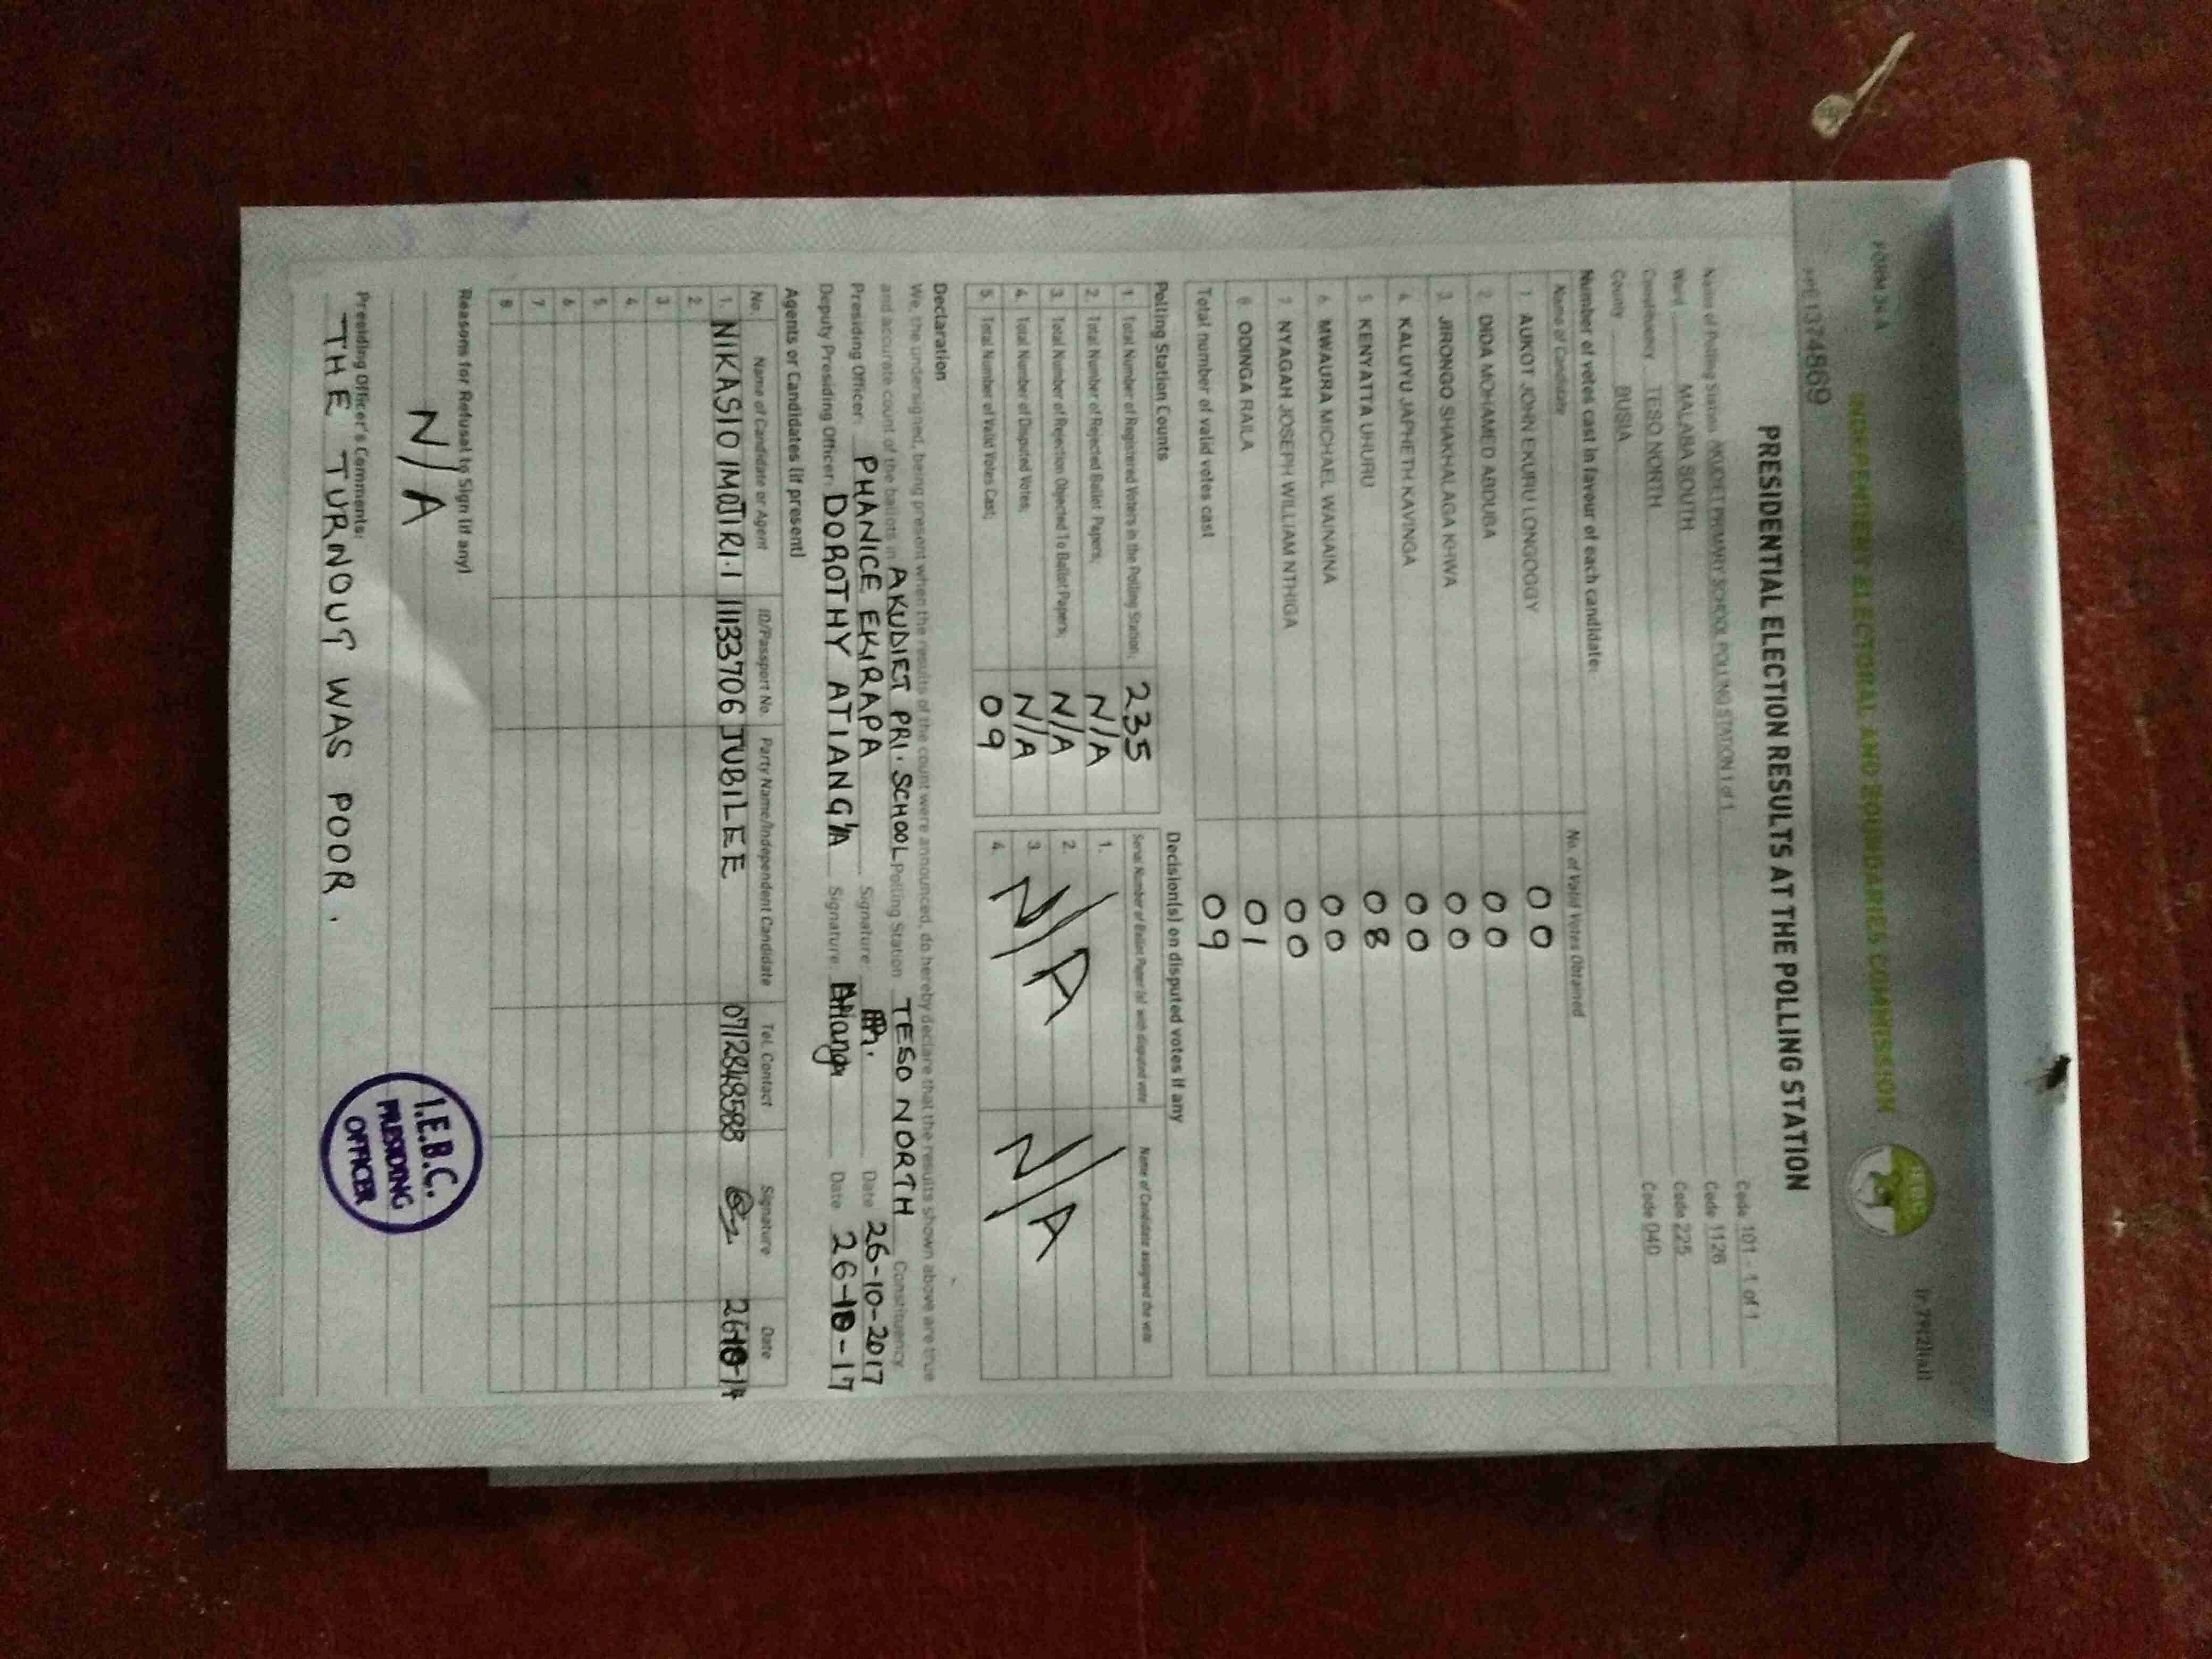 FORM 34 A
INDEPENDENT ELECTORAL AND BOUNDARIES COMMISSION
IEBC
1374869
PRESIDENTIAL ELECTION RESULTS AT THE POLLING STATION
Name of Polling Station AKUDIET PRIMARY SCHOOL POLLING STATION 1 of 1 Code 101 - 1 of 1
Ward MALABA SOUTH Code 1126
Constituency TESO NORTH Code 225
County BUSIA Code 040
Number of votes cast in favour of each candidate:
Name of Candidate No. of Valid Votes Obtained
1 AUKOT JOHN EKURU LONGOGGY 00
2 DIDA MOHAMED ABDUBA 00
3. JIRONGO SHAKHALAGA KHWA 00
4 KALUYU JAPHETH KAVINGA 00
5 KENYATTA UHURU 08
6 MWAURA MICHAEL WAINAINA 00
7 NYAGAH JOSEPH WILLIAM NTHIGA 00
8 ODINGA RAILA 01
Total number of valid votes cast 09
Polling Station Counts
1 Total Number of Registered Voters in the Polling Station; 235
2. Total Number of Rejected Ballot Papers; N/A
3. Total Number of Rejection Objected To Ballot Papers; N/A
4. Total Number of Disputed Votes; N/A
5. Total Number of Valid Votes Cast; 09
Decision(s) on disputed votes if any
Serial Number of Ballot Paper (s) with disputed vote Name of Candidate assigned the vote
1.
2.
3.
4.
N/A N/A
Declaration
We, the undersigned, being present when the results of the count were announced, do hereby declare that the results shown above are true
and accurate count of the ballots in AKUDIET PRI. SCHOOL Polling Station TESO NORTH Constituency
Presiding Officer: PHANICE EKIRAPA Signature Date 26-10-2017
Deputy Presiding Officer: DOROTHY ATIANG'A Signature: Atianga Date 26-10-17
Agents or Candidates (if present)
No. Name of Candidate or Agent ID/Passport No. Party Name/Independent Candidate Tel. Contact Signature Date
1. NIKASIO IMOJIRI.I 11133706 JUBILEE 0712848588 26-10-17
2.
3.
4.
5.
6
7
8
Reasons for Refusal to Sign (if any)
N/A
Presiding Officer's Comments:
THE TURNOUT WAS POOR.
I.E.B.C.
PRESIDING
OFFICER